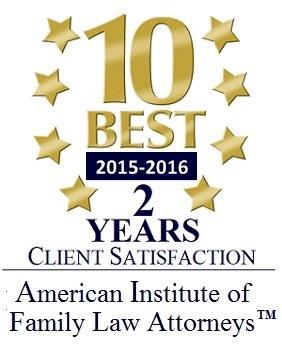 10
BEST
2015-2016
2
YEARS
CLIENT SATISFACTION
American Institute of
Family Law Attorneys™